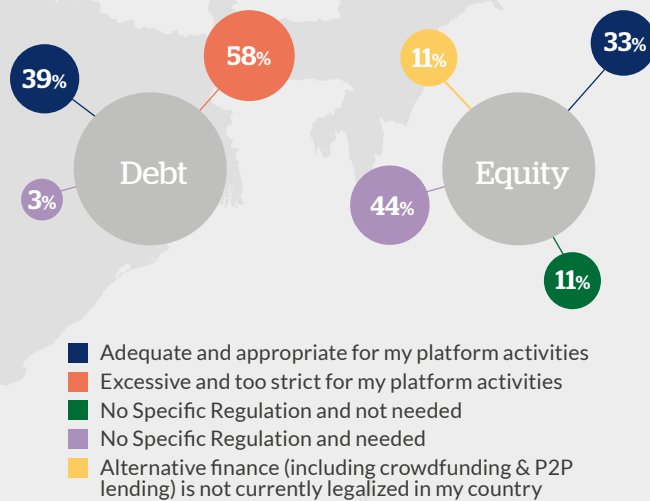 58%
39%
Debt
3%
33%
11%
Equity
44%
11%
Adequate and appropriate for my platform activities
Excessive and too strict for my platform activities
No Specific Regulation and not needed
No Specific Regulation and needed
Alternative finance (including crowdfunding & P2P
lending) is not currently legalized in my country